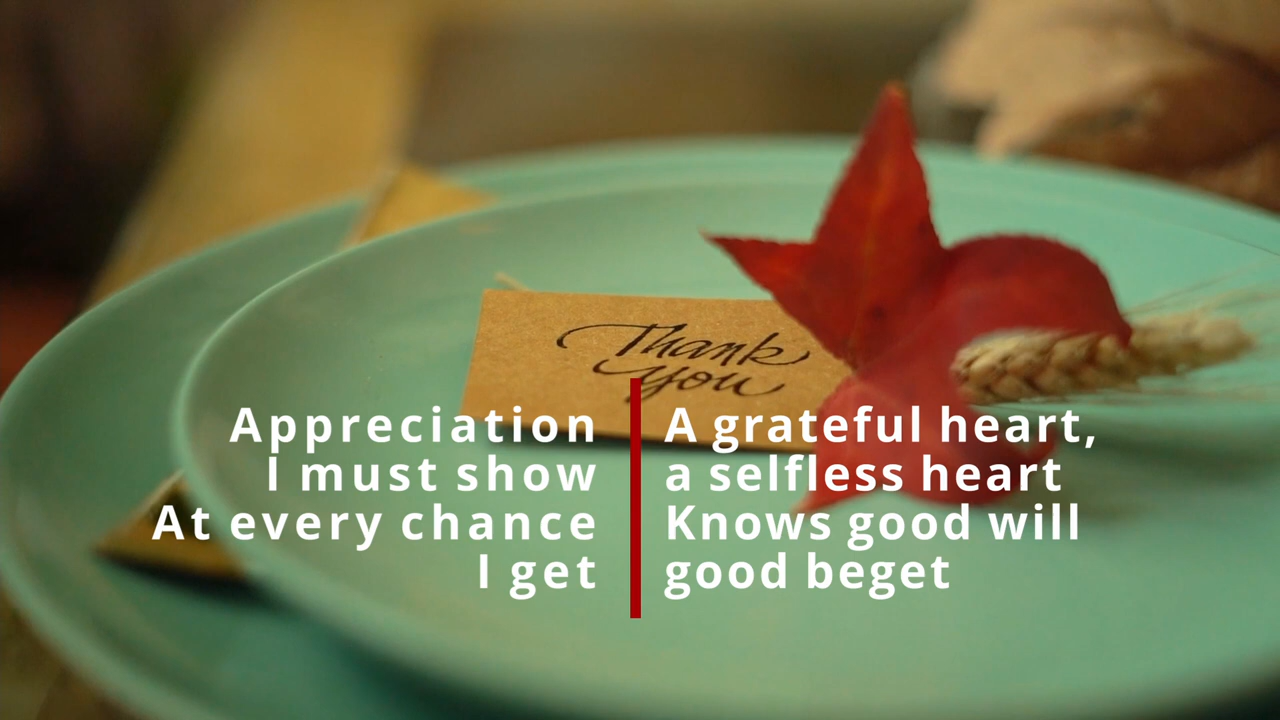 Thank
you
Appreciation
I must show
At every chance
I get
A grateful heart,
a selfless heart
Knows good will
good beget